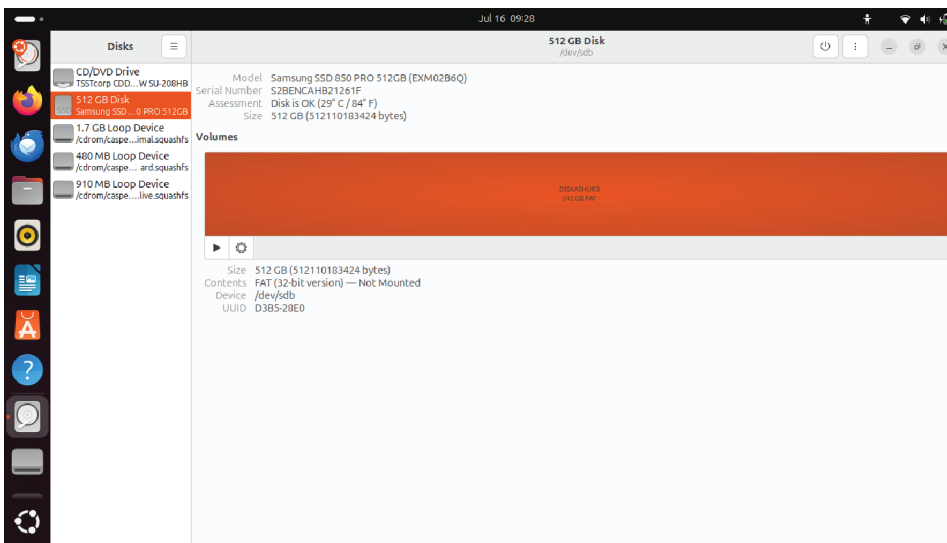 Jul 16 09:28
Disks
512 GB Disk
/dev/sdb
CD/DVD Drive
TSSTcorp CDD...W SU-208HB
512 GB Disk
Samsung SSD...0 PRO 512GB
1.7 GB Loop Device
/cdrom/caspe...imal.squashfs
480 MB Loop Device
/cdrom/caspe... ard.squashfs
910 MB Loop Device
/cdrom/caspe....live.squashfs
Model Samsung SSD 850 PRO 512GB (EXM02B6Q)
Serial Number S2BENCAHB21261F
Assessment Disk is OK (29° C / 84° F)
Size 512 GB (512110183424 bytes)
Volumes
DISKASHUR3
512 GB FAT
Size 512 GB (512110183424 bytes)
Contents FAT (32-bit version) — Not Mounted
Device /dev/sdb
UUID D3B5-28E0